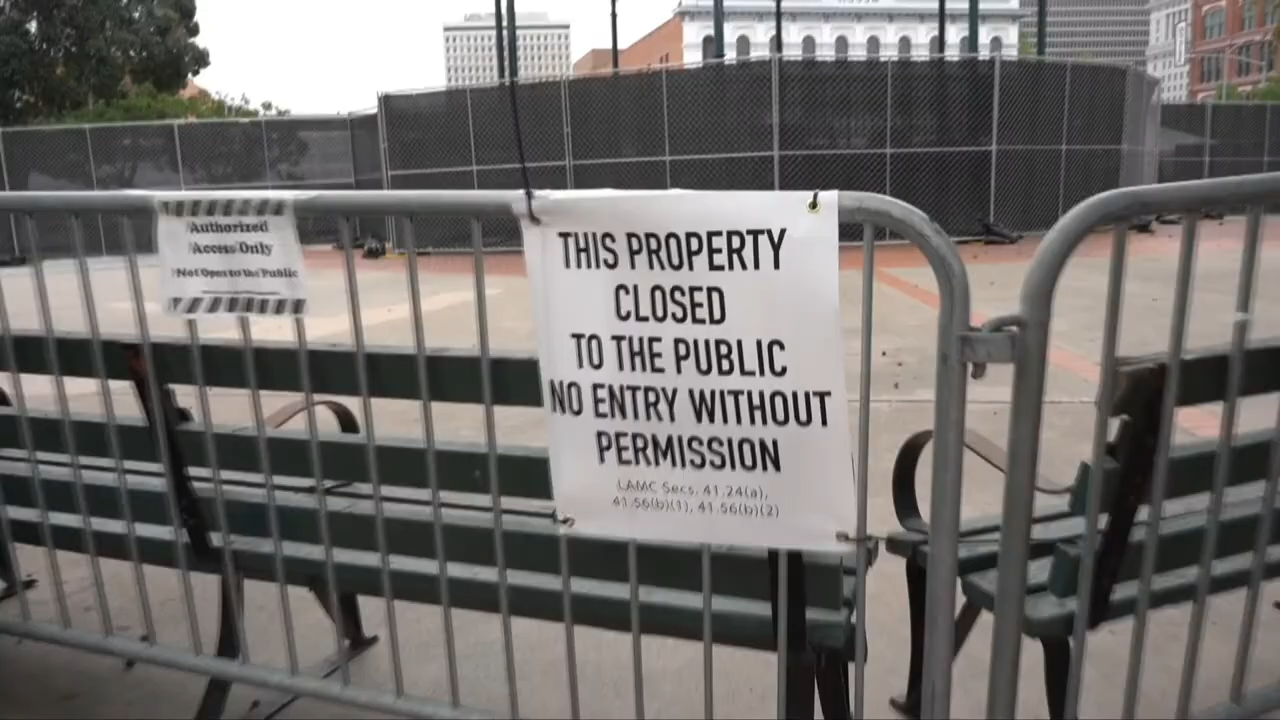 Authorized
Access Only
Not Open to the Public
THIS PROPERTY
CLOSED
TO THE PUBLIC
NO ENTRY WITHOUT
PERMISSION
LAMC Secs. 41.24(a),
41.56(b)(1), 41.56(b)(2)